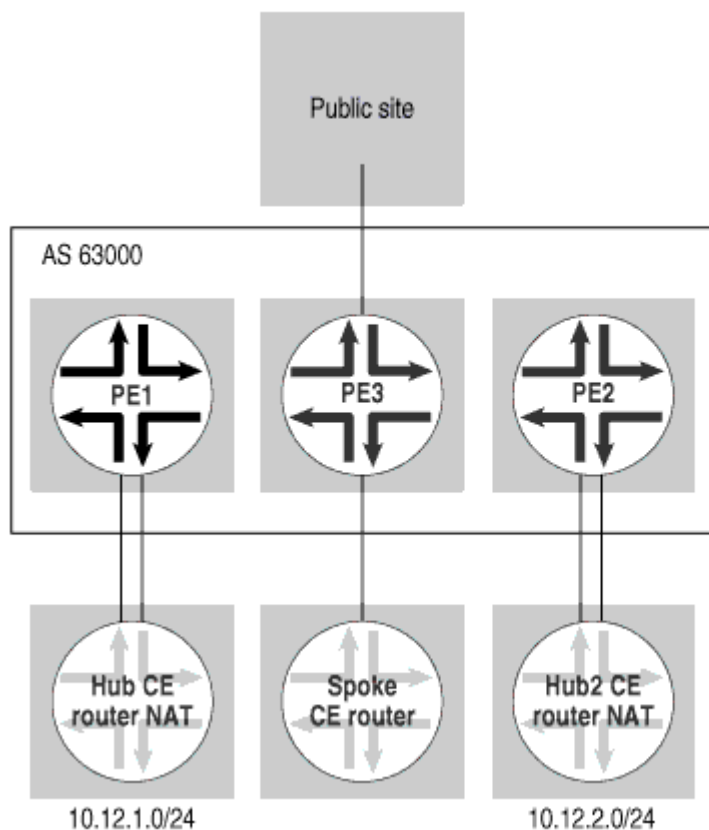 Public site
AS 63000
PE1
PE3
PE2
Hub CE
router NAT
Spoke
CE router
Hub2 CE
router NAT
10.12.1.0/24
10.12.2.0/24